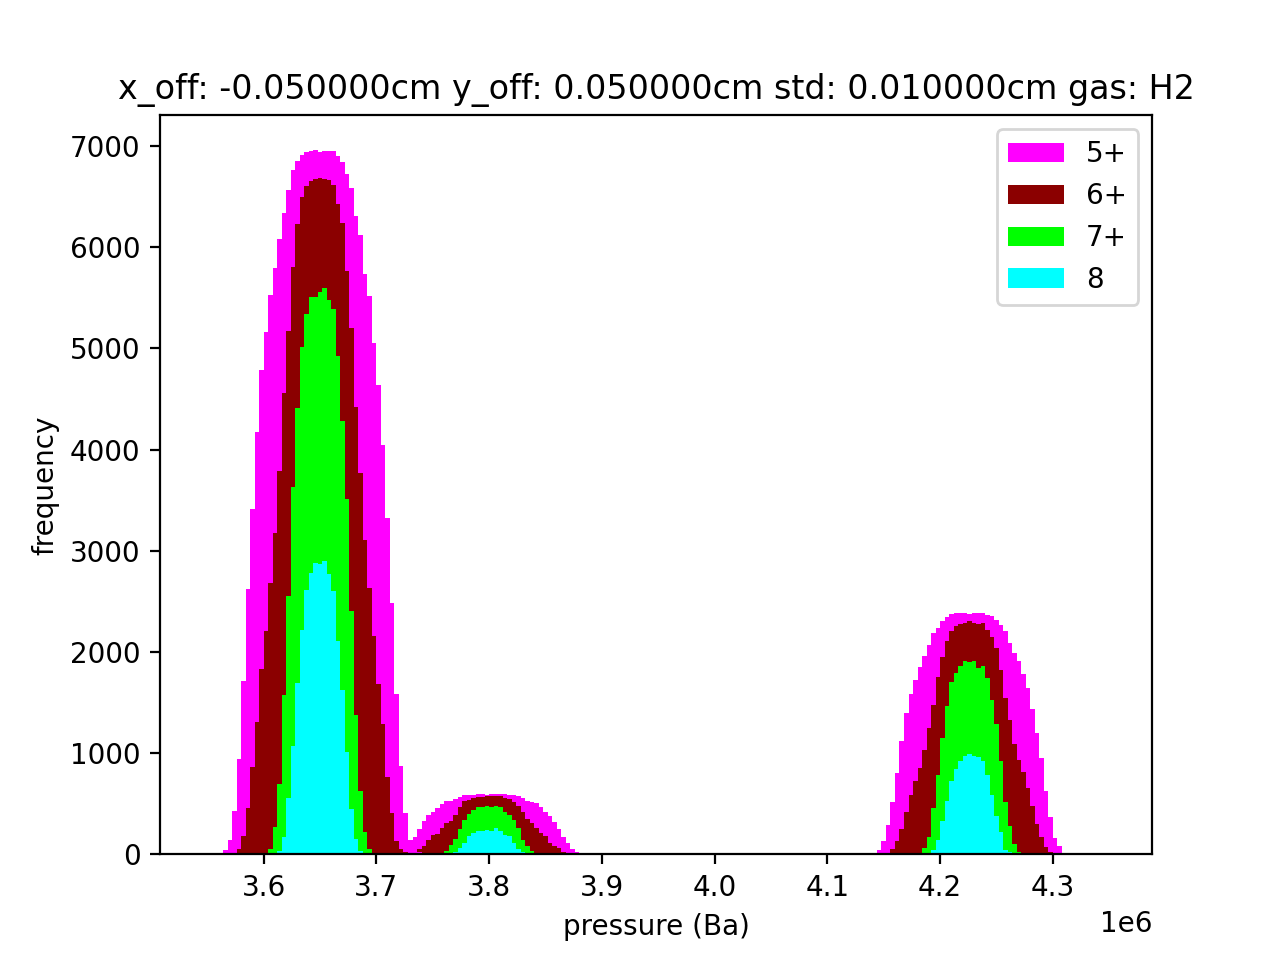 x_off: -0.050000cm y_off: 0.050000cm std: 0.010000cm gas: H2
5+
6+
7+
8
7000
6000
5000
4000
3000
2000
1000
0
frequency
3.6 3.7 3.8 3.9 4.0 4.1 4.2 4.3
1e6
pressure (Ba)